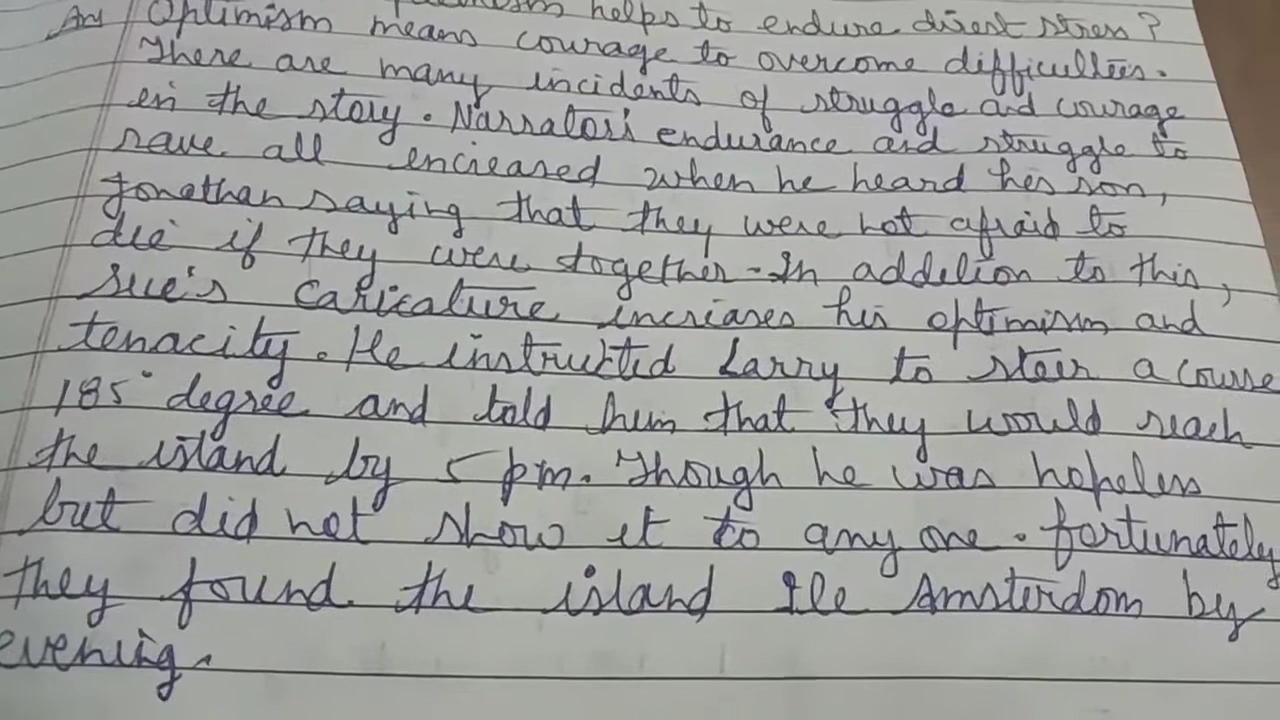 helps to endure direst stress?
Ans Optimism means courage to overcome difficulties.
There are many incidents of struggle and courage
in the story. Narrator's endurance and struggle to
save all encreased when he heard his son,
Jonathan saying that they were not afraid to
die if they were together. In addition to this,
Sue's caricature increases his optimism and
tenacity. He instructed Larry to steer a course
185° degree and told him that they would reach
the island by 5 pm. Though he was hopeless
but did not show it to any one. Fortunately
they found the island Ile Amsterdom by
evening.